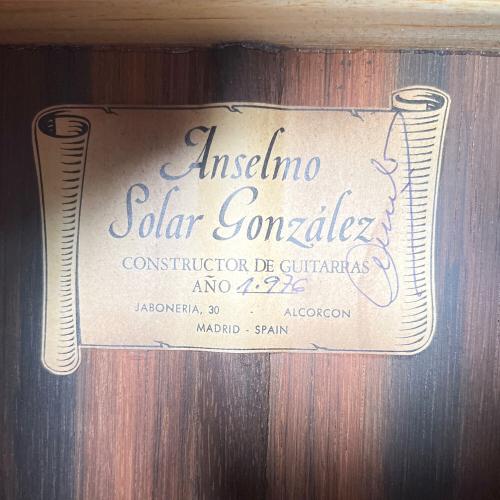 Anselmo
Solar González
CONSTRUCTOR DE GUITARRAS
AÑO 1.976
JABONERIA, 30 - ALCORCON
MADRID - SPAIN